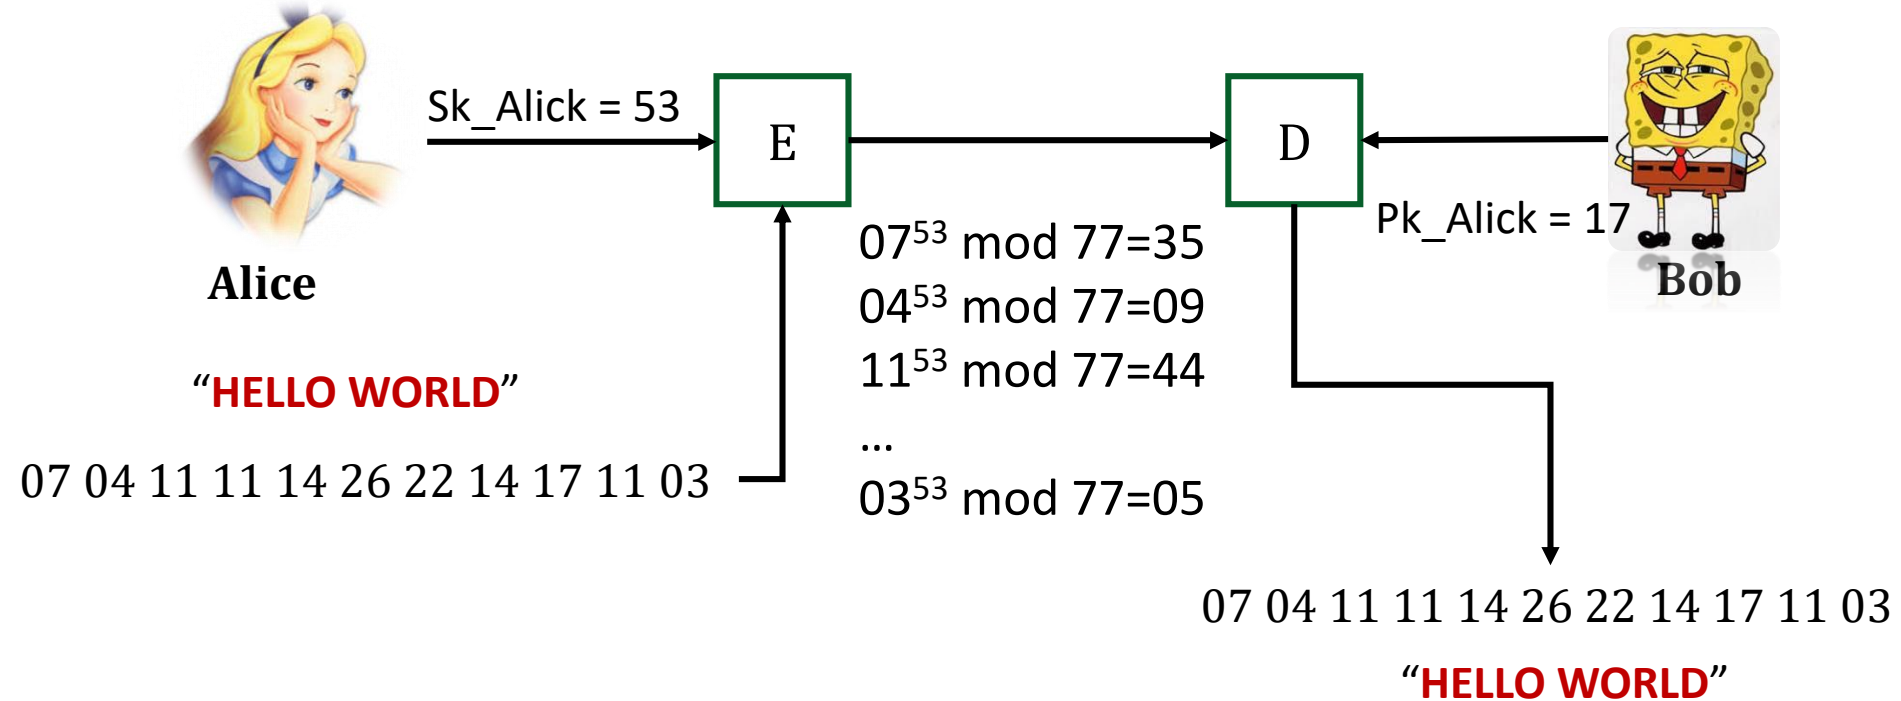 Sk_Alick = 53
E
D
Pk_Alick = 17
Alice
Bob
07⁵³ mod 77=35
04⁵³ mod 77=09
11⁵³ mod 77=44
...
03⁵³ mod 77=05
“HELLO WORLD”
07 04 11 11 14 26 22 14 17 11 03
07 04 11 11 14 26 22 14 17 11 03
“HELLO WORLD”